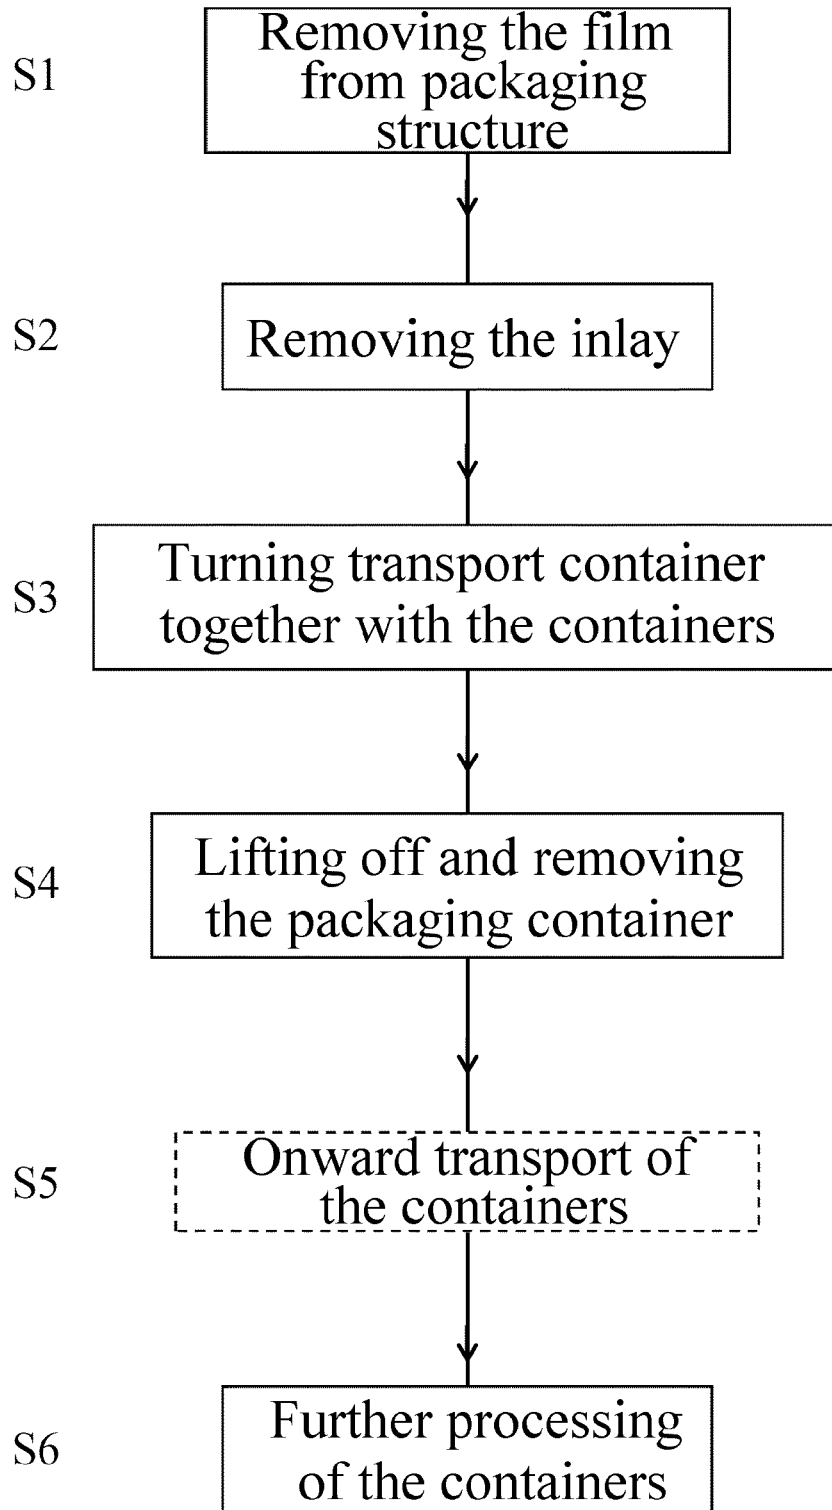 S1
Removing the film
from packaging
structure
S2
Removing the inlay
S3
Turning transport container
together with the containers
S4
Lifting off and removing
the packaging container
S5
Onward transport of
the containers
S6
Further processing
of the containers